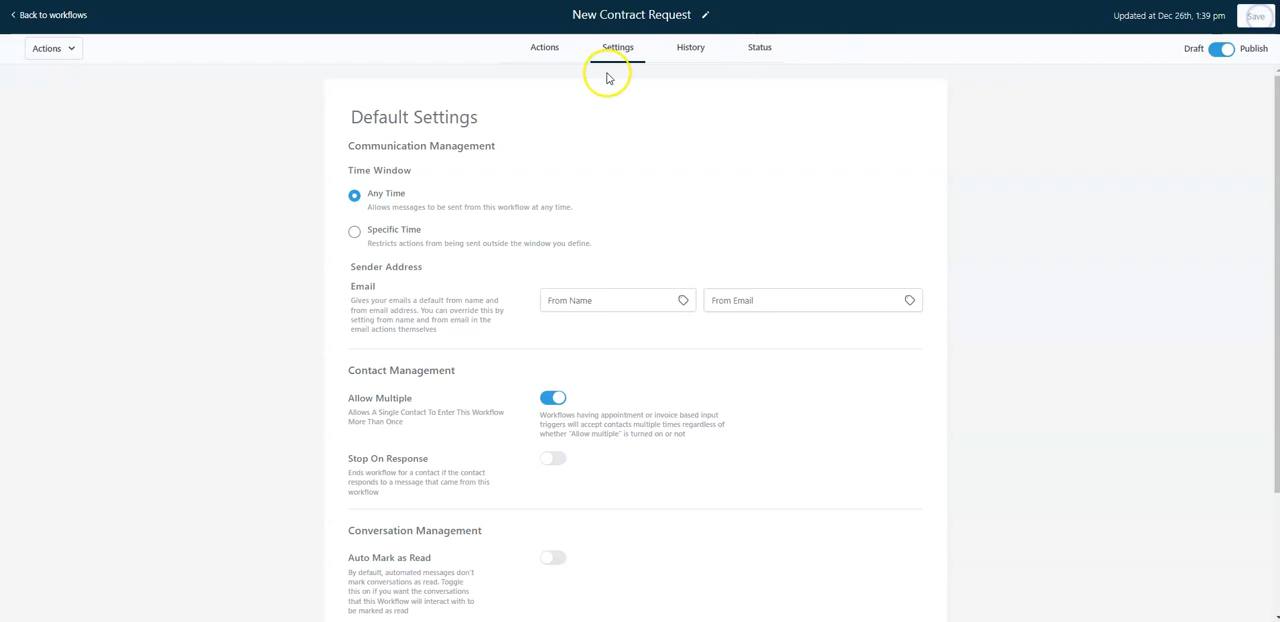 Back to workflows
New Contract Request
Updated at Dec 26th, 1:39 pm
Save
Actions
Actions
Settings
History
Status
Draft
Publish
Default Settings
Communication Management
Time Window
Any Time
Allows messages to be sent from this workflow at any time.
Specific Time
Restricts actions from being sent outside the window you define.
Sender Address
Email
Gives your emails a default from name and
from email address. You can override this by
setting from name and from email in the
email actions themselves
From Name
From Email
Contact Management
Allow Multiple
Allows A Single Contact To Enter This Workflow
More Than Once
Workflows having appointment or invoice based input
triggers will accept contacts multiple times regardless of
whether "Allow multiple" is turned on or not
Stop On Response
Ends workflow for a contact if the contact
responds to a message that came from this
workflow
Conversation Management
Auto Mark as Read
By default, automated messages don't
mark conversations as read. Toggle
this on if you want the conversations
that this Workflow will interact with to
be marked as read